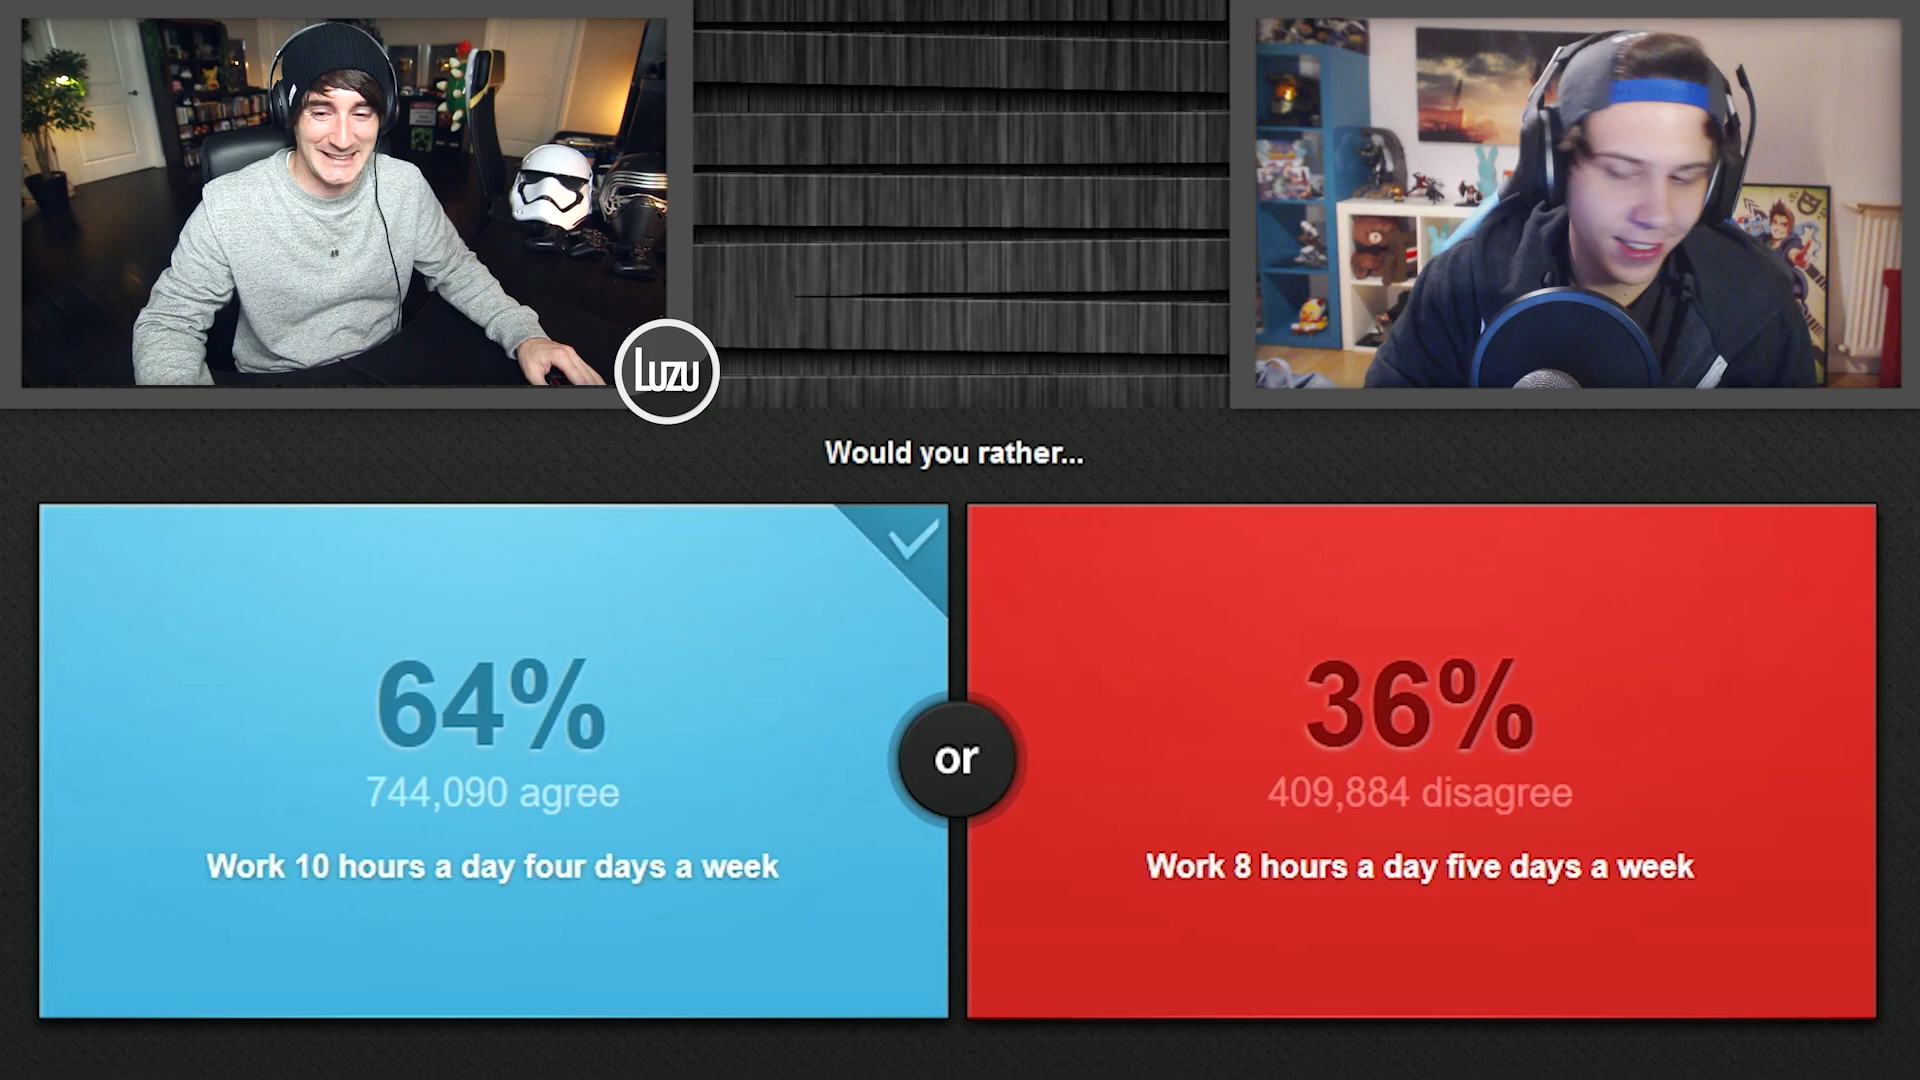 Luzu
Would you rather...
64%
744,090 agree
Work 10 hours a day four days a week
or
36%
409,884 disagree
Work 8 hours a day five days a week